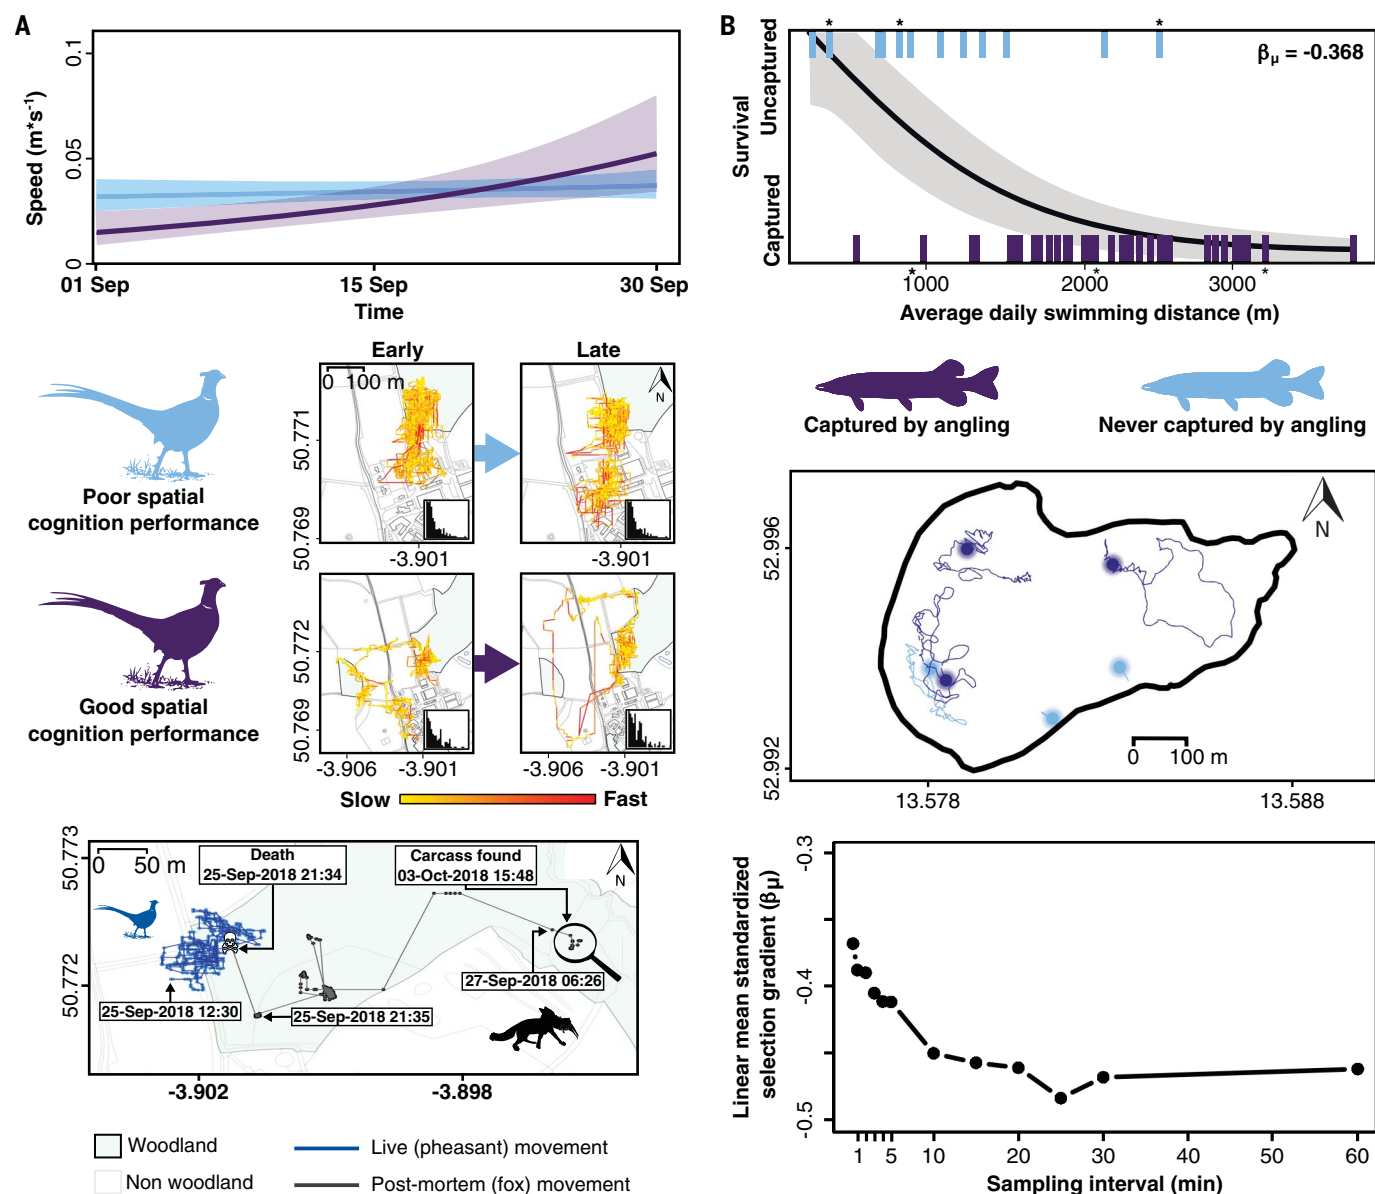 A
0.1
0.05
0
Speed (m*s-1)
01 Sep
15 Sep
30 Sep
Time
Early
Late
0 100 m
N
50.771
50.769
-3.901
-3.901
Poor spatial
cognition performance
50.772
50.769
-3.906
-3.901
-3.906
-3.901
Good spatial
cognition performance
Slow
Fast
50.773
50.772
0 50 m
Death
25-Sep-2018 21:34
Carcass found
03-Oct-2018 15:48
N
27-Sep-2018 06:26
25-Sep-2018 12:30
25-Sep-2018 21:35
-3.902
-3.898
Woodland
Live (pheasant) movement
Non woodland
Post-mortem (fox) movement
B
Survival
Uncaptured
Captured
* * *
βμ = -0.368
* * *
1000
2000
3000
Average daily swimming distance (m)
Captured by angling
Never captured by angling
52.996
52.992
N
0 100 m
13.578
13.588
Linear mean standardized
selection gradient (βμ)
-0.3
-0.4
-0.5
1
5
10
20
30
40
50
60
Sampling interval (min)